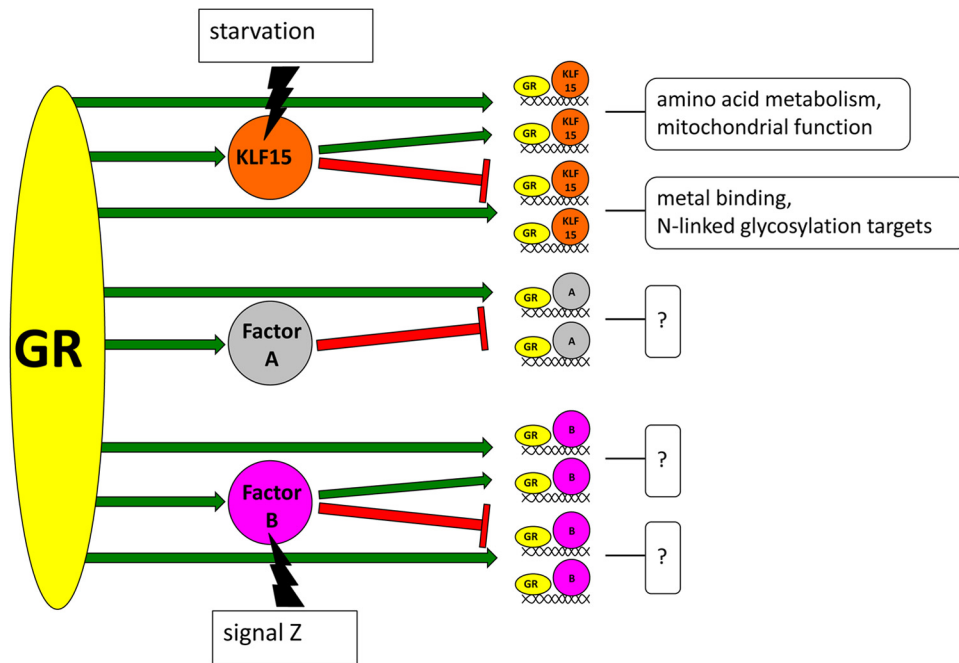 starvation
GR
KLF15
GR
KLF
15
GR
KLF
15
GR
KLF
15
GR
KLF
15
amino acid metabolism,
mitochondrial function
metal binding,
N-linked glycosylation targets
Factor
A
GR
A
GR
A
?
Factor
B
GR
B
GR
B
GR
B
GR
B
?
?
signal Z